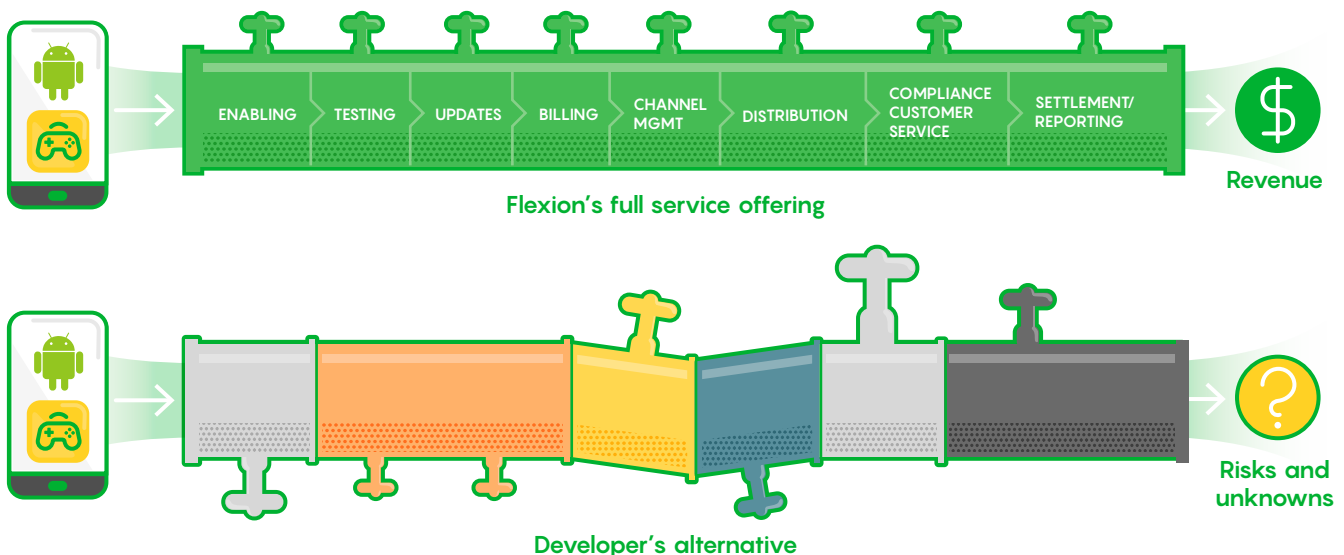 ENABLING
TESTING
UPDATES
BILLING
CHANNEL
MGMT
DISTRIBUTION
COMPLIANCE
CUSTOMER
SERVICE
SETTLEMENT/
REPORTING
$
Revenue
Flexion’s full service offering
?
Risks and
unknowns
Developer’s alternative